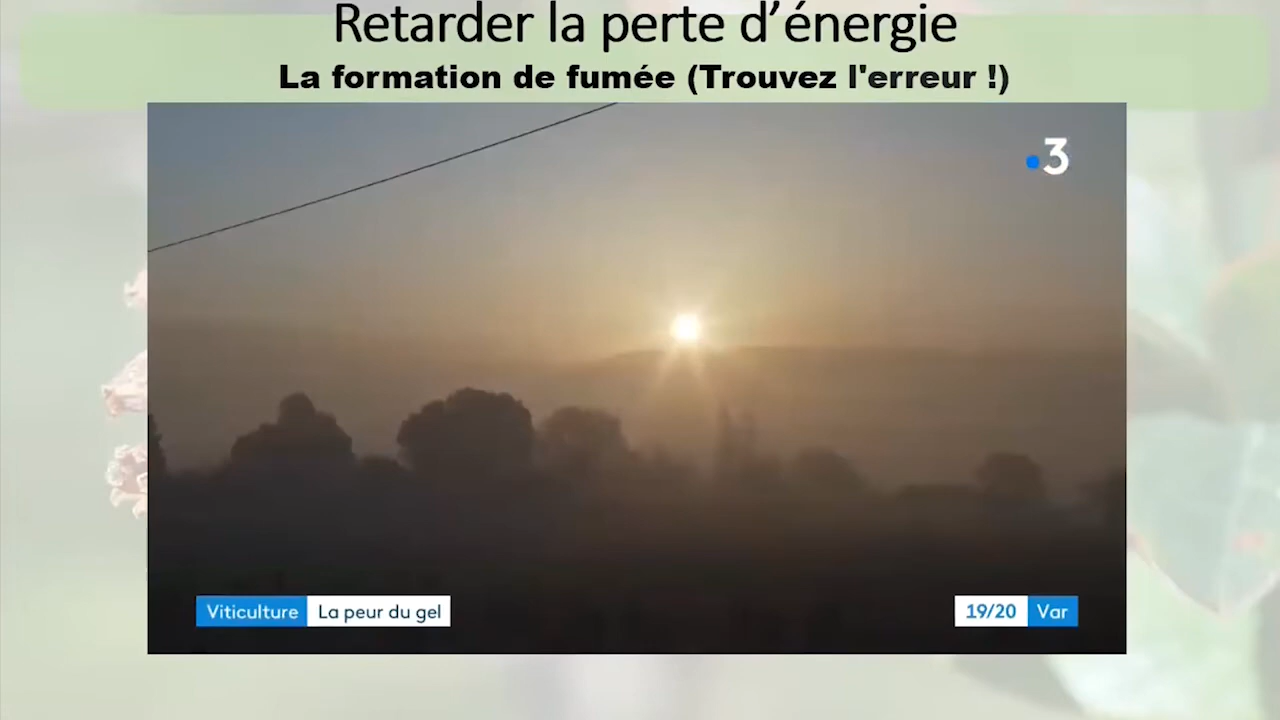 Retarder la perte d’énergie
La formation de fumée (Trouvez l'erreur !)
3
Viticulture La peur du gel
19/20 Var